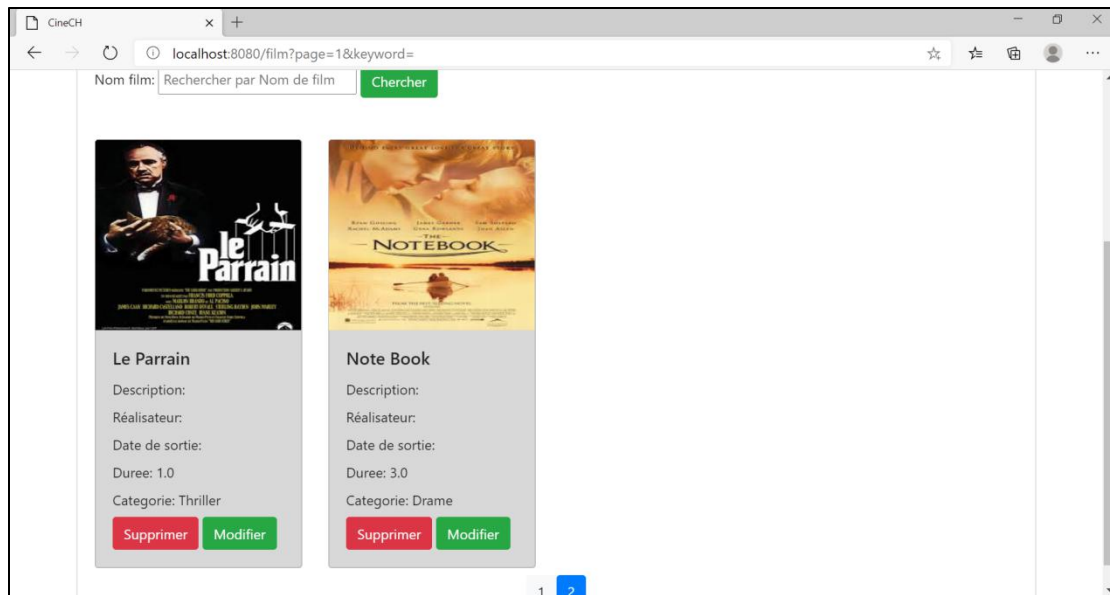 CineCH
localhost:8080/film?page=1&keyword=
Nom film: Rechercher par Nom de film Chercher
le
Parrain
THE
NOTEBOOK
Le Parrain
Description:
Réalisateur:
Date de sortie:
Duree: 1.0
Categorie: Thriller
Supprimer Modifier
Note Book
Description:
Réalisateur:
Date de sortie:
Duree: 3.0
Categorie: Drame
Supprimer Modifier
1 2